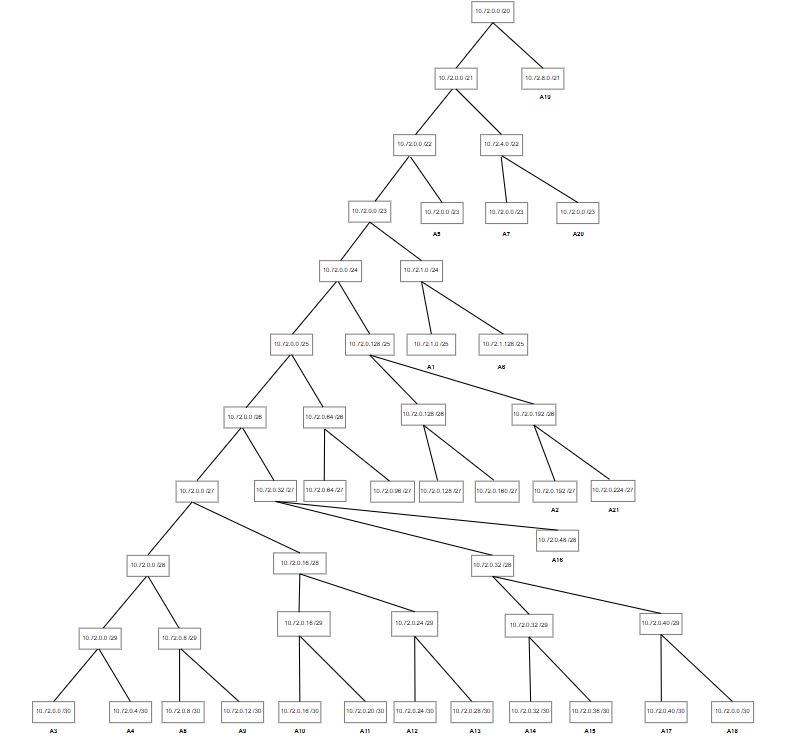 10.72.0.0 /20
10.72.0.0 /21
10.72.8.0 /21
A19
10.72.0.0 /22
10.72.4.0 /22
10.72.0.0 /23
10.72.0.0 /23
10.72.0.0 /23
10.72.0.0 /23
A5
A7
A20
10.72.0.0 /24
10.72.1.0 /24
10.72.0.0 /25
10.72.0.128 /25
10.72.1.0 /25
10.72.1.128 /25
A1
A6
10.72.0.0 /26
10.72.0.64 /26
10.72.0.128 /26
10.72.0.192 /26
10.72.0.0 /27
10.72.0.32 /27
10.72.0.64 /27
10.72.0.96 /27
10.72.0.128 /27
10.72.0.160 /27
10.72.0.192 /27
10.72.0.224 /27
A2
A21
10.72.0.48 /28
A16
10.72.0.0 /28
10.72.0.16 /28
10.72.0.32 /28
10.72.0.0 /29
10.72.0.8 /29
10.72.0.16 /29
10.72.0.24 /29
10.72.0.32 /29
10.72.0.40 /29
10.72.0.0 /30
10.72.0.4 /30
10.72.0.8 /30
10.72.0.12 /30
10.72.0.16 /30
10.72.0.20 /30
10.72.0.24 /30
10.72.0.28 /30
10.72.0.32 /30
10.72.0.36 /30
10.72.0.40 /30
10.72.0.0 /30
A3
A4
A8
A9
A10
A11
A12
A13
A14
A15
A17
A18